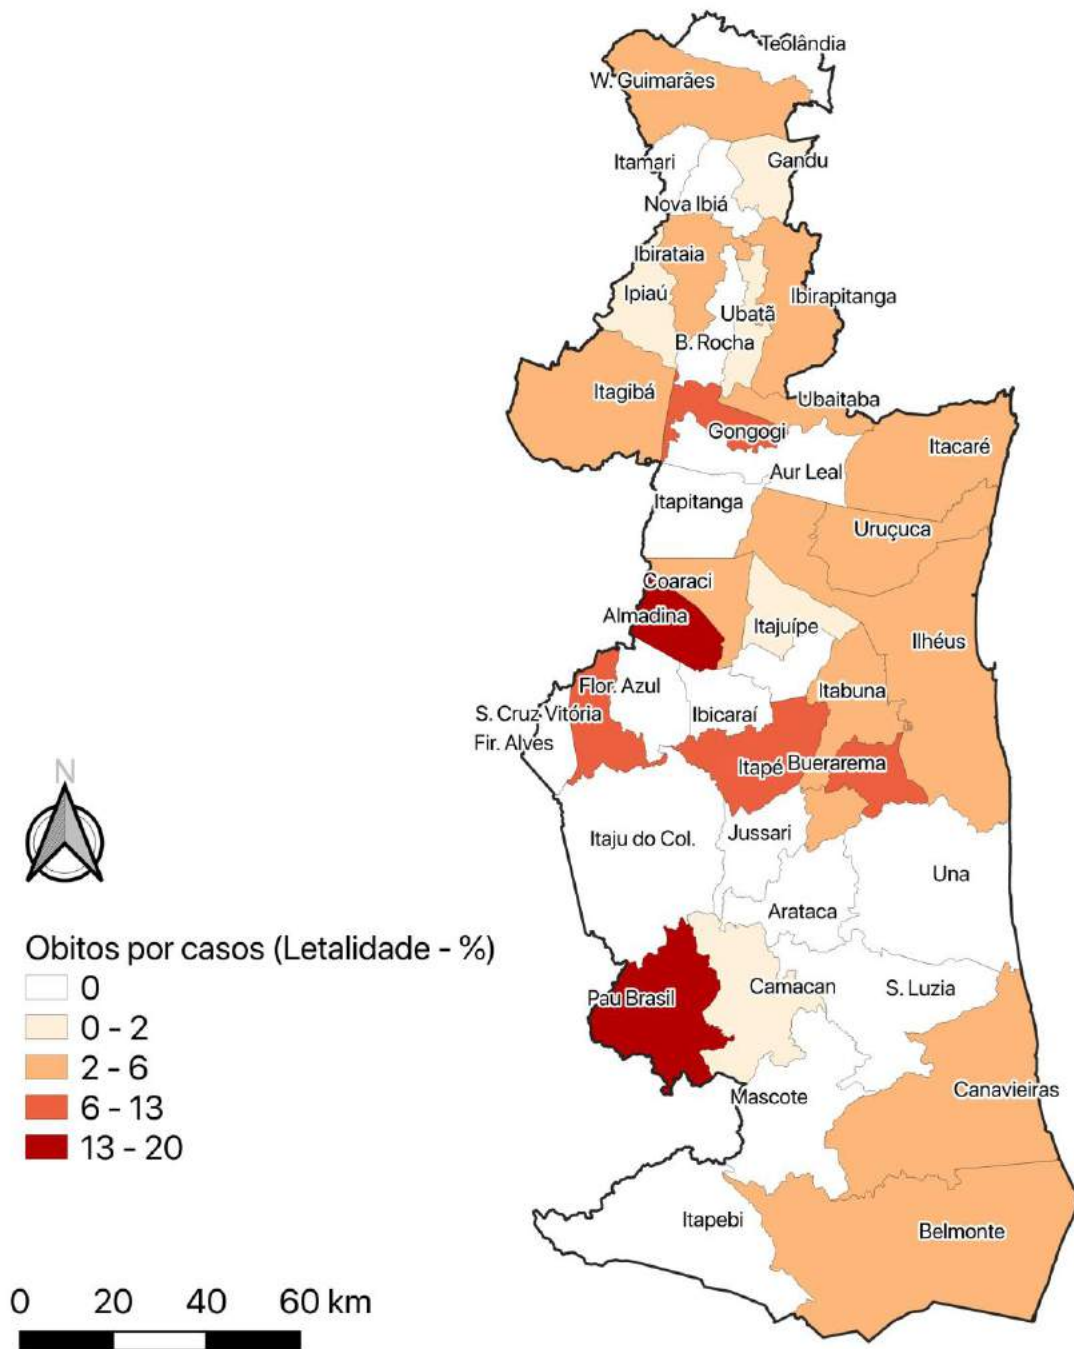 Teolândia
W. Guimarães
Itamari
Gandu
Nova Ibiá
Ibirataia
Ipiaú
Ibirapitanga
Ubatã
B. Rocha
Itagibá
Ubaitaba
Gongogi
Itacaré
Aur Leal
Itapitanga
Uruçuca
Coaraci
Almadina
Itajuípe
Ilhéus
Flor. Azul
Itabuna
S. Cruz Vitória
Ibicaraí
Fir. Alves
Itapé
Buerarema
N
Itaju do Col.
Jussari
Una
Arataca
Obitos por casos (Letalidade - %)
0
0 - 2
2 - 6
6 - 13
13 - 20
Pau Brasil
Camacan
S. Luzia
Mascote
Canavieiras
Itapebi
Belmonte
0 20 40 60 km